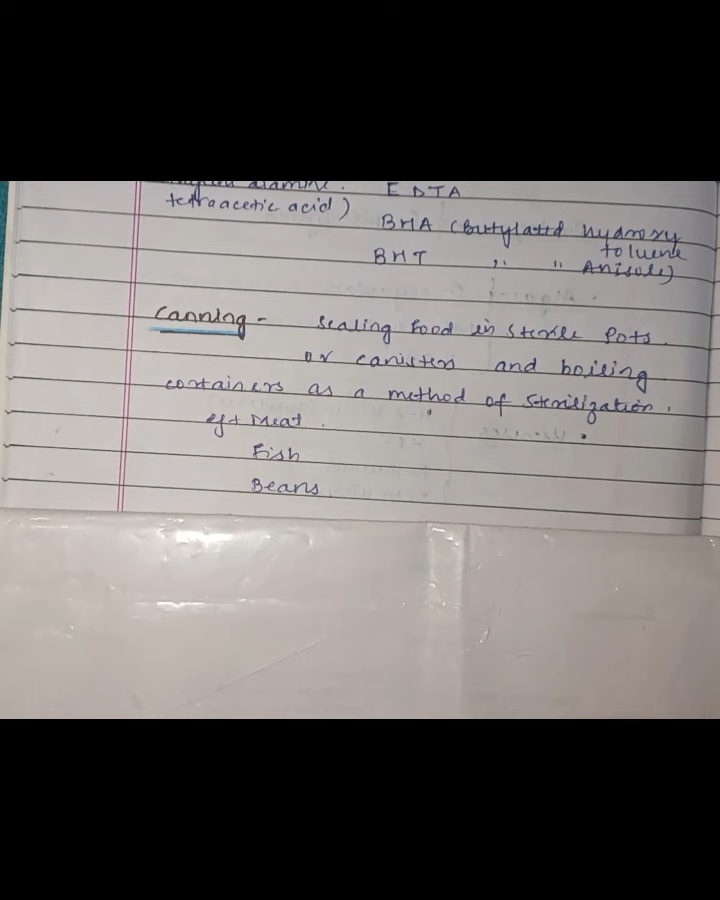 EDTA
tetraacetic acid)
BHA (Butylated hydroxy
toluene
BHT " " Anisole)
Canning - Sealing food in sterile Pots
or canisters and boiling
containers as a method of Sterilization.
eg+ Meat.
Fish
Beans